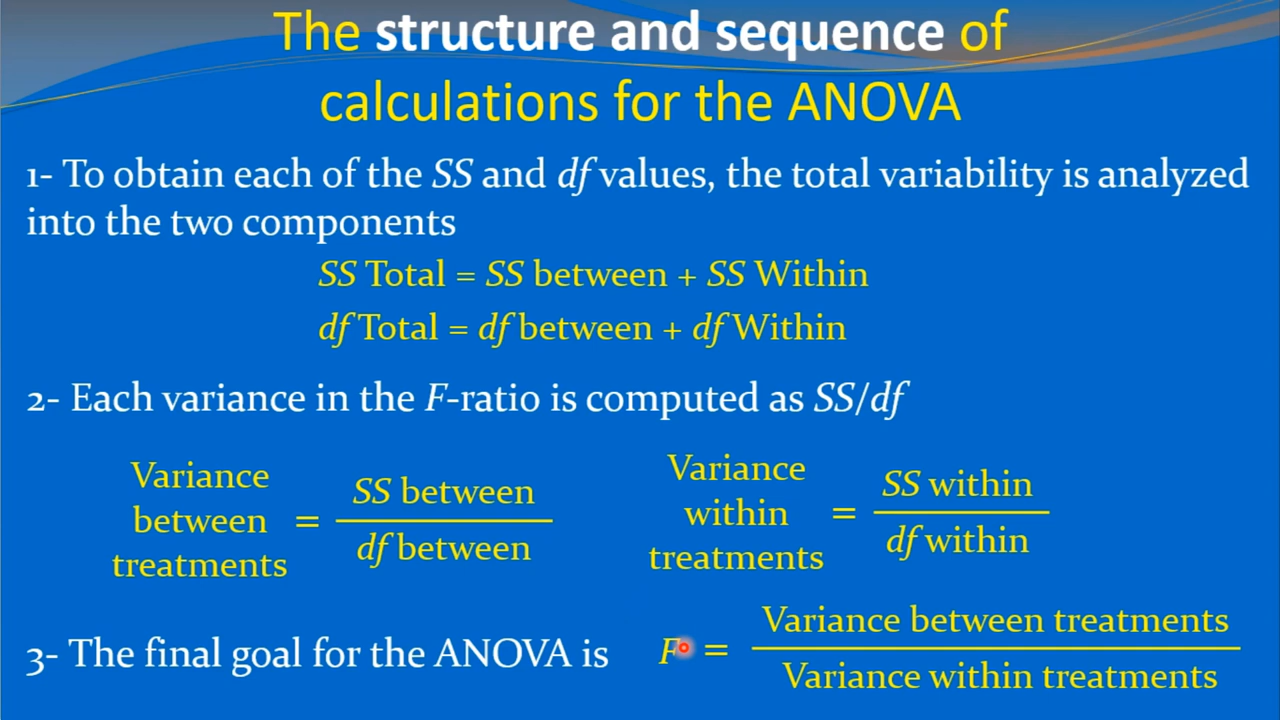 The structure and sequence of
calculations for the ANOVA
1- To obtain each of the SS and df values, the total variability is analyzed
into the two components
SS Total = SS between + SS Within
df Total = df between + df Within
2- Each variance in the F-ratio is computed as SS/df
Variance
between
treatments
=
SS between
df between
Variance
within
treatments
=
SS within
df within
3- The final goal for the ANOVA is
F =
Variance between treatments
Variance within treatments